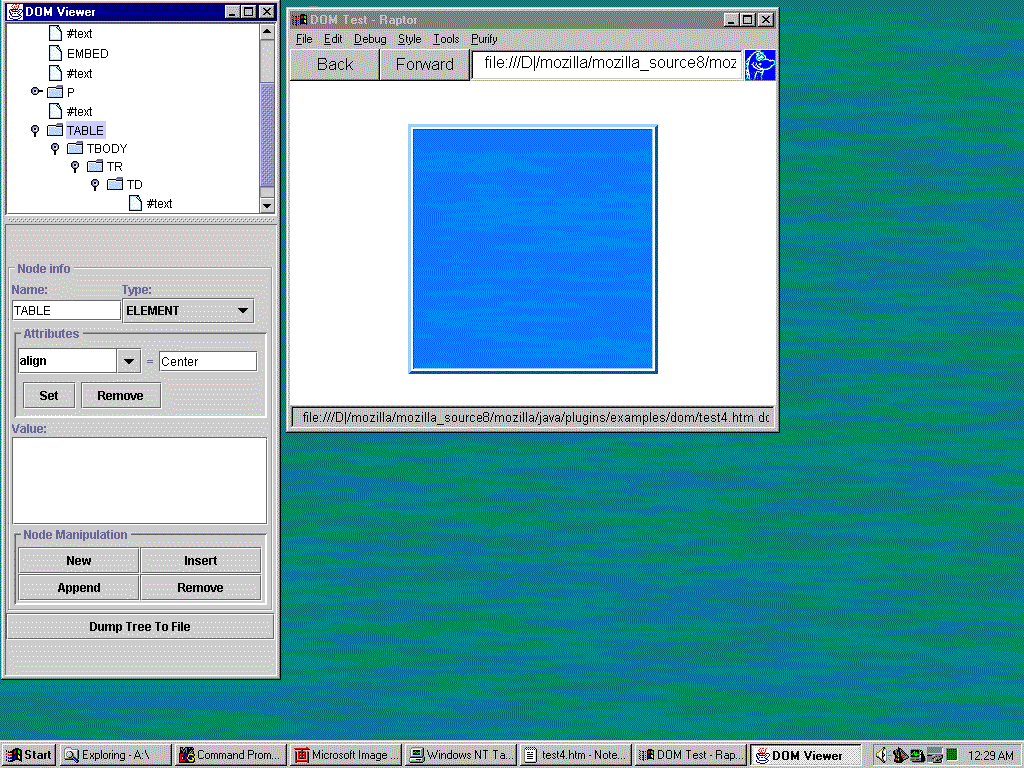 DOM Viewer
#text
EMBED
#text
P
#text
TABLE
TBODY
TR
TD
#text
Node info
Name: Type:
TABLE ELEMENT
Attributes
align = Center
Set Remove
Value:
Node Manipulation
New Insert
Append Remove
Dump Tree To File
DOM Test - Raptor
File Edit Debug Style Tools Purify
Back Forward file:///D|/mozilla/mozilla_source8/moz
file:///D|/mozilla/mozilla_source8/mozilla/java/plugins/examples/dom/test4.htm do
Start Exploring - A:\ Command Prom... Microsoft Image ... Windows NT Ta... test4.htm - Note... DOM Test - Rap... DOM Viewer 12:29 AM